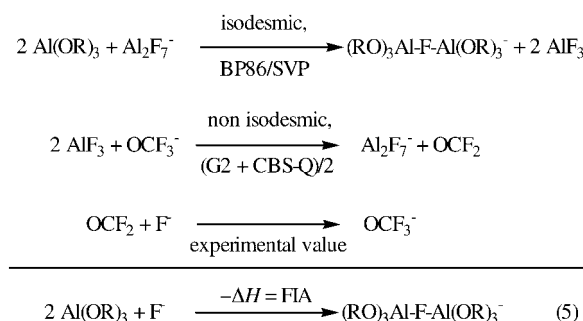 isodesmic,
2 Al(OR)₃ + Al₂F₇⁻ (RO)₃Al-F-Al(OR)₃⁻ + 2 AlF₃
BP86/SVP
non isodesmic,
2 AlF₃ + OCF₃⁻ Al₂F₇⁻ + OCF₂
(G2 + CBS-Q)/2
OCF₂ + F⁻ OCF₃⁻
experimental value
−ΔH = FIA
2 Al(OR)₃ + F⁻ (RO)₃Al-F-Al(OR)₃⁻ (5)